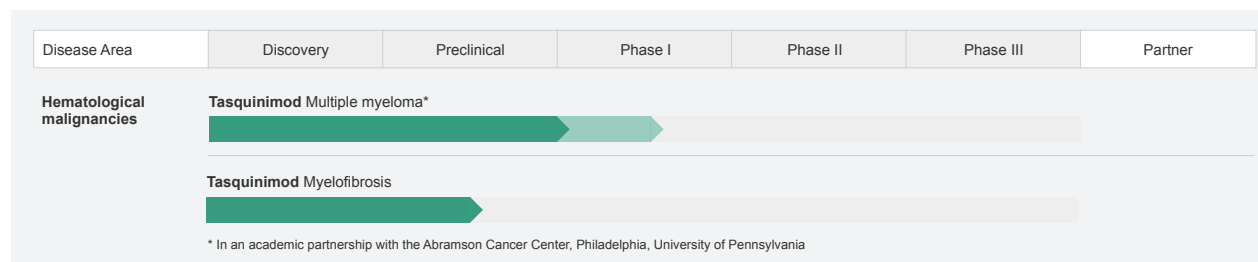 Disease Area Discovery Preclinical Phase I Phase II Phase III Partner
Hematological
malignancies
Tasquinimod Multiple myeloma*
Tasquinimod Myelofibrosis
* In an academic partnership with the Abramson Cancer Center, Philadelphia, University of Pennsylvania